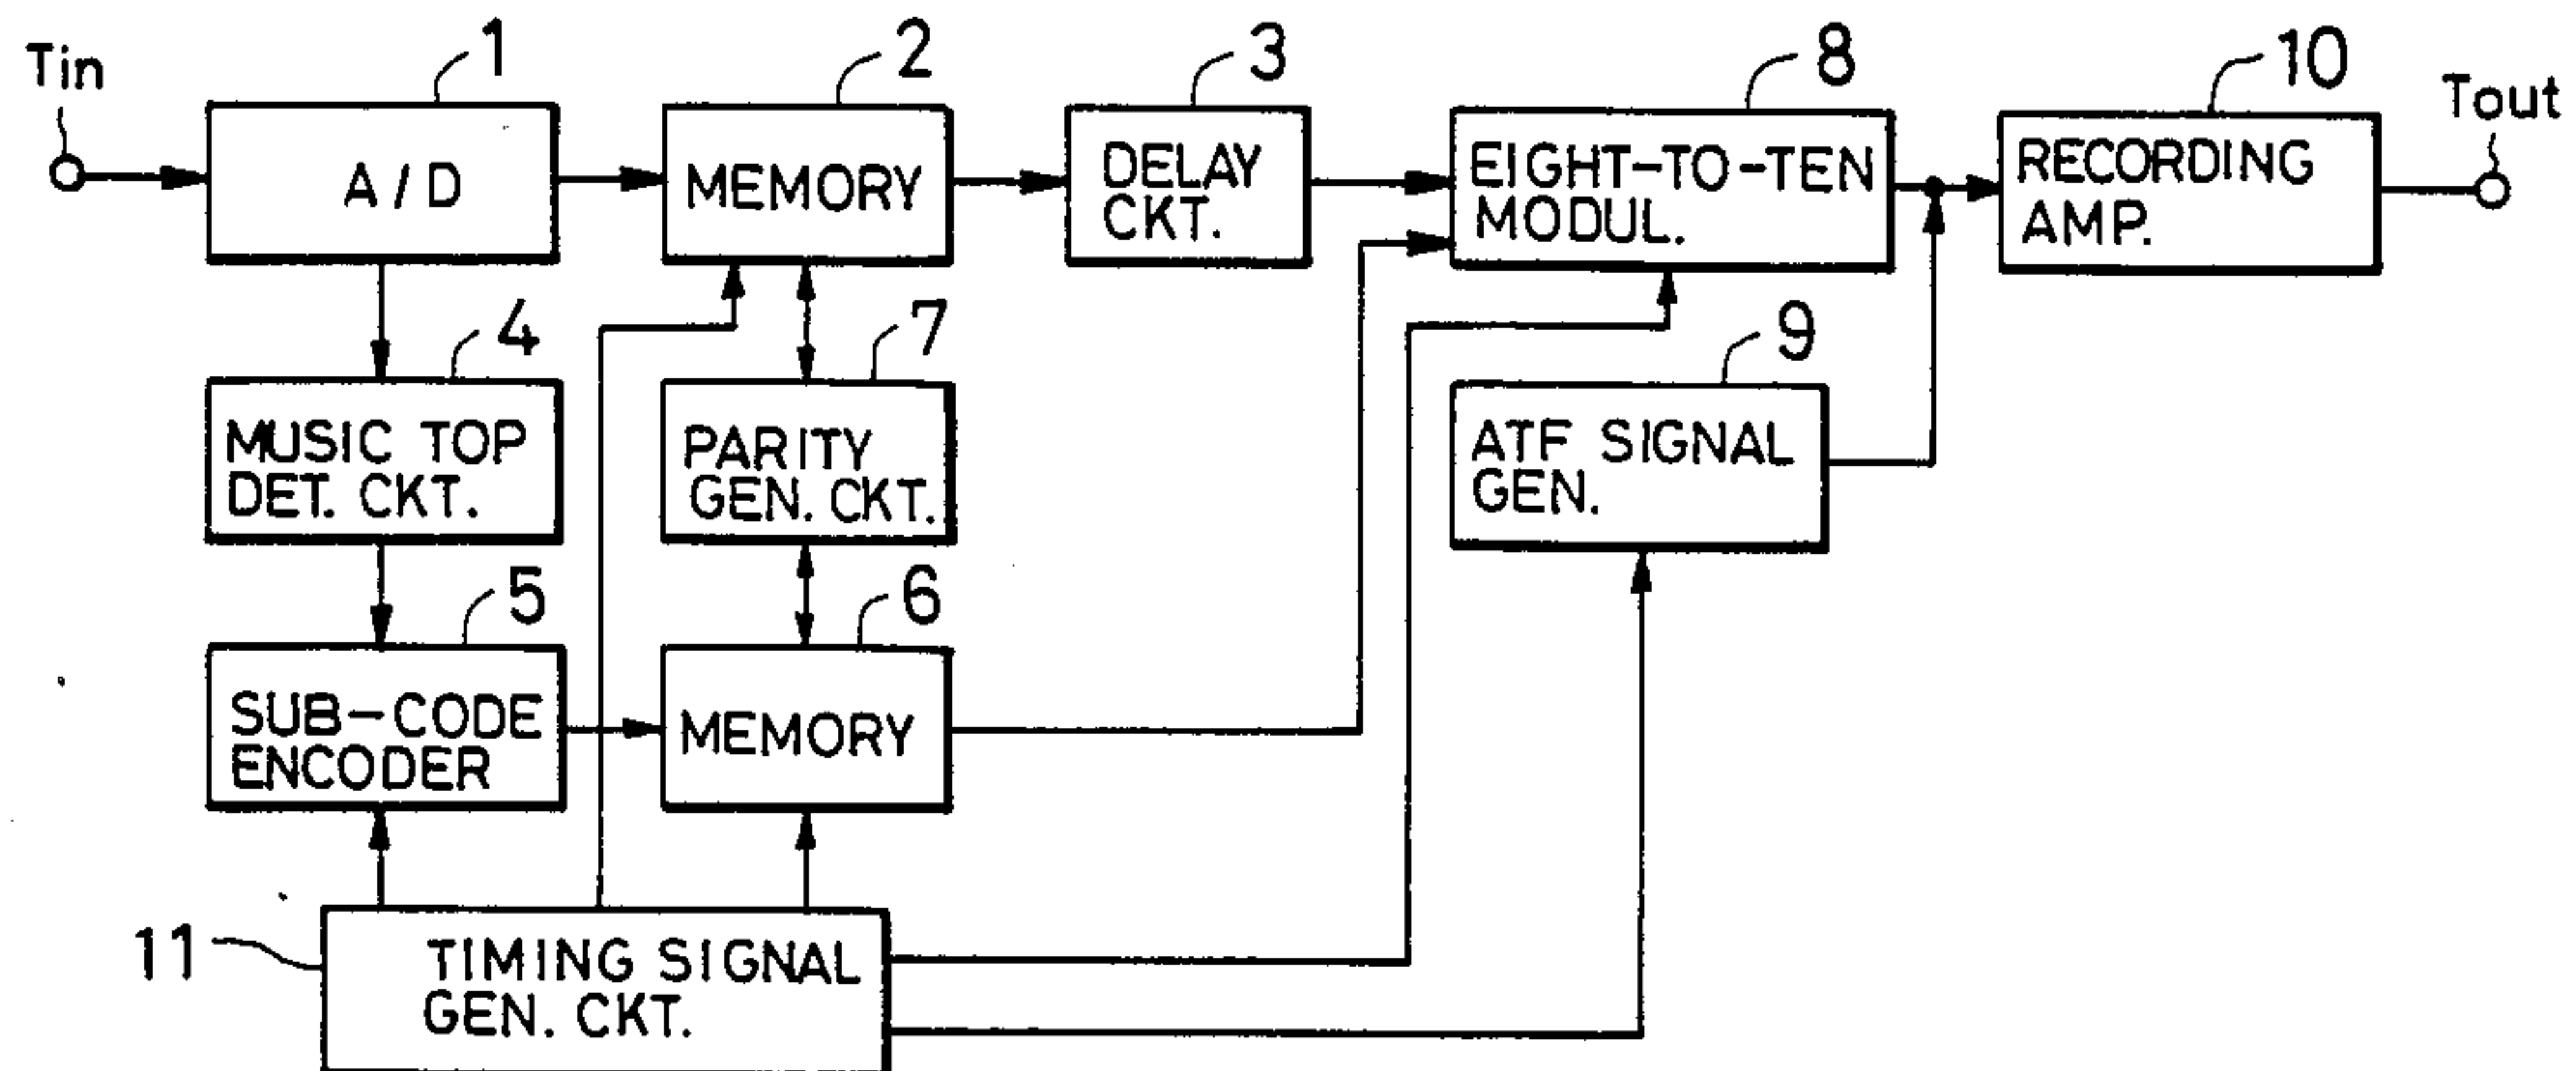 Tin
1
2
3
8
10
Tout
A/D
MEMORY
DELAY
CKT.
EIGHT-TO-TEN
MODUL.
RECORDING
AMP.
4
7
9
MUSIC TOP
DET. CKT.
PARITY
GEN. CKT.
ATF SIGNAL
GEN.
5
6
SUB-CODE
ENCODER
MEMORY
11
TIMING SIGNAL
GEN. CKT.